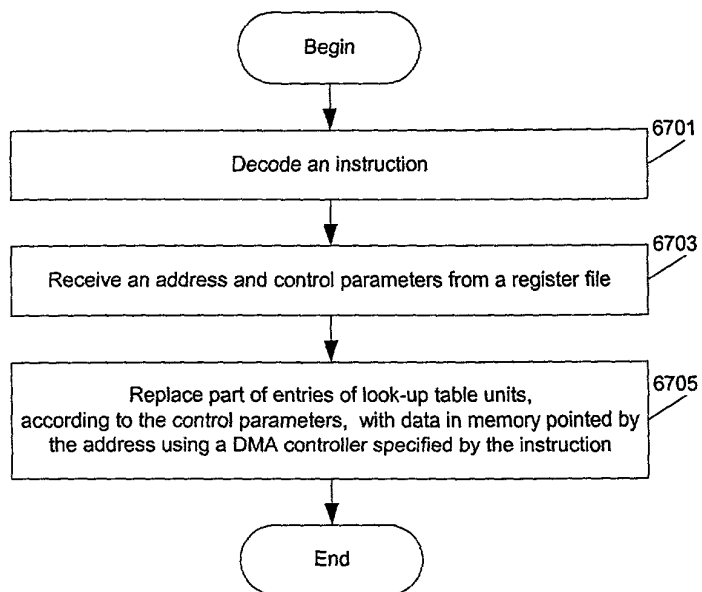 Begin
6701
Decode an instruction
6703
Receive an address and control parameters from a register file
6705
Replace part of entries of look-up table units,
according to the control parameters, with data in memory pointed by
the address using a DMA controller specified by the instruction
End